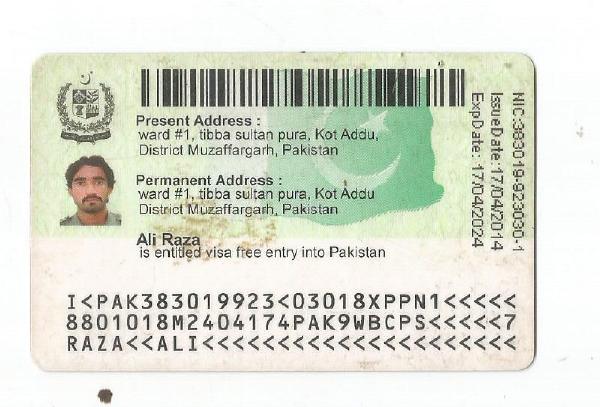 Present Address :
ward #1, tibba sultan pura, Kot Addu,
District Muzaffargarh, Pakistan
Permanent Address :
ward #1, tibba sultan pura, Kot Addu
District Muzaffargarh, Pakistan
Ali Raza
is entitled visa free entry into Pakistan
NIC:383019-923030-1
IssueDate:17/04/2014
ExpDate:17/04/2024
I<PAK383019923<03018XPPN1<<<<<
8801018M2404174PAK9WBCPS<<<<<7
RAZA<<ALI<<<<<<<<<<<<<<<<<<<<<